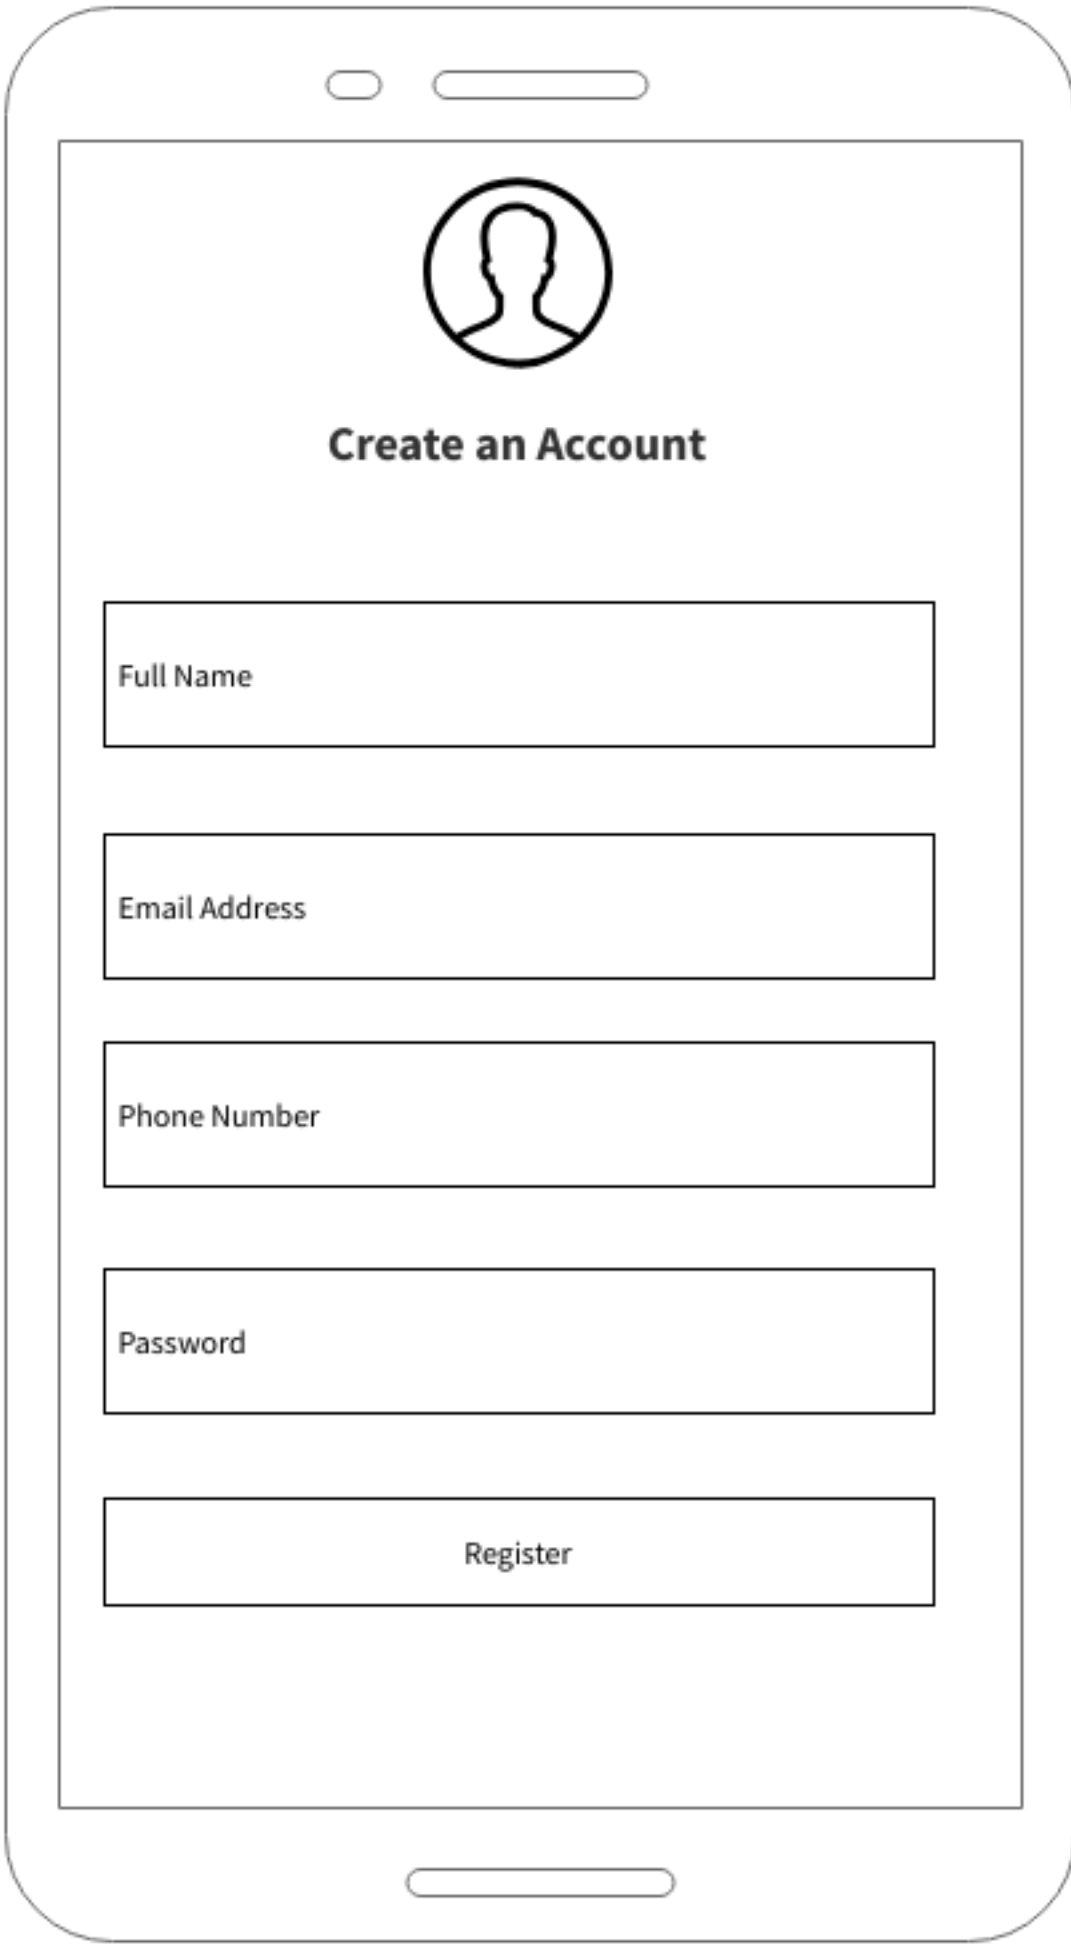 Create an Account
Full Name
Email Address
Phone Number
Password
Register